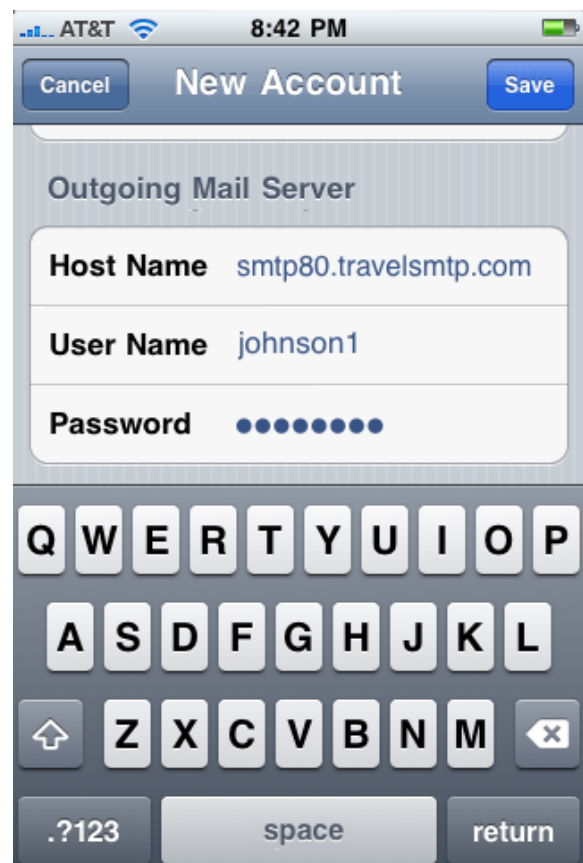 AT&T 8:42 PM
Cancel New Account Save
Outgoing Mail Server
Host Name smtp80.travelsmtp.com
User Name johnson1
Password ●●●●●●●●
Q W E R T Y U I O P
A S D F G H J K L
Z X C V B N M
.?123 space return